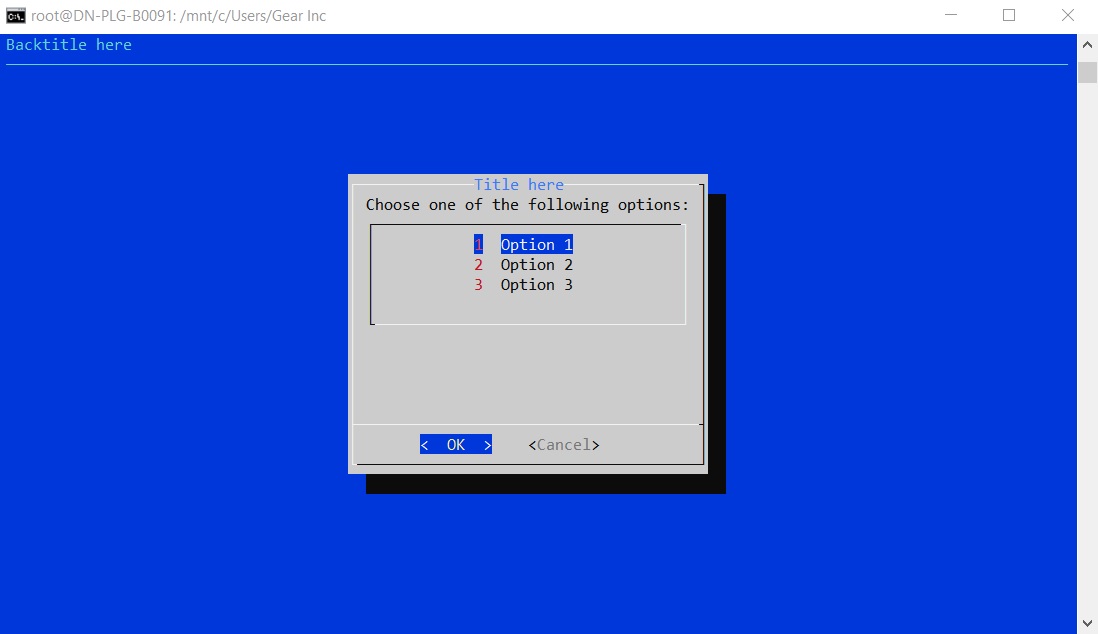 root@DN-PLG-B0091: /mnt/c/Users/Gear Inc
Backtitle here
Title here
Choose one of the following options:
1 Option 1
2 Option 2
3 Option 3
< OK > <Cancel>